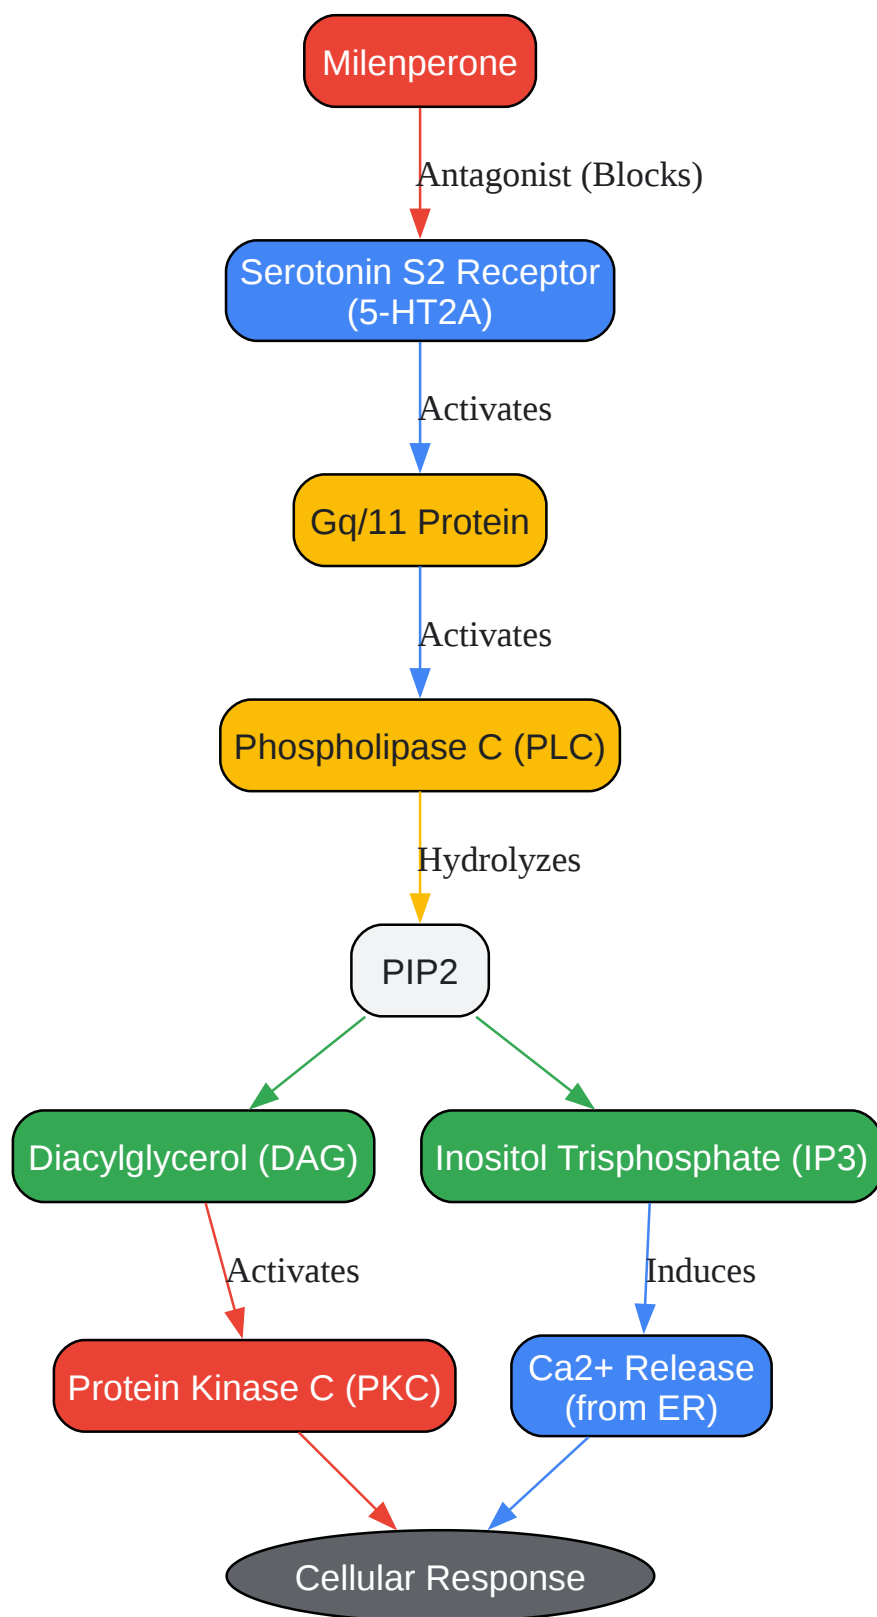 Milenperone
Antagonist (Blocks)
Serotonin S2 Receptor
(5-HT2A)
Activates
Gq/11 Protein
Activates
Phospholipase C (PLC)
Hydrolyzes
PIP2
Diacylglycerol (DAG)
Inositol Trisphosphate (IP3)
Activates
Induces
Protein Kinase C (PKC)
Ca2+ Release
(from ER)
Cellular Response